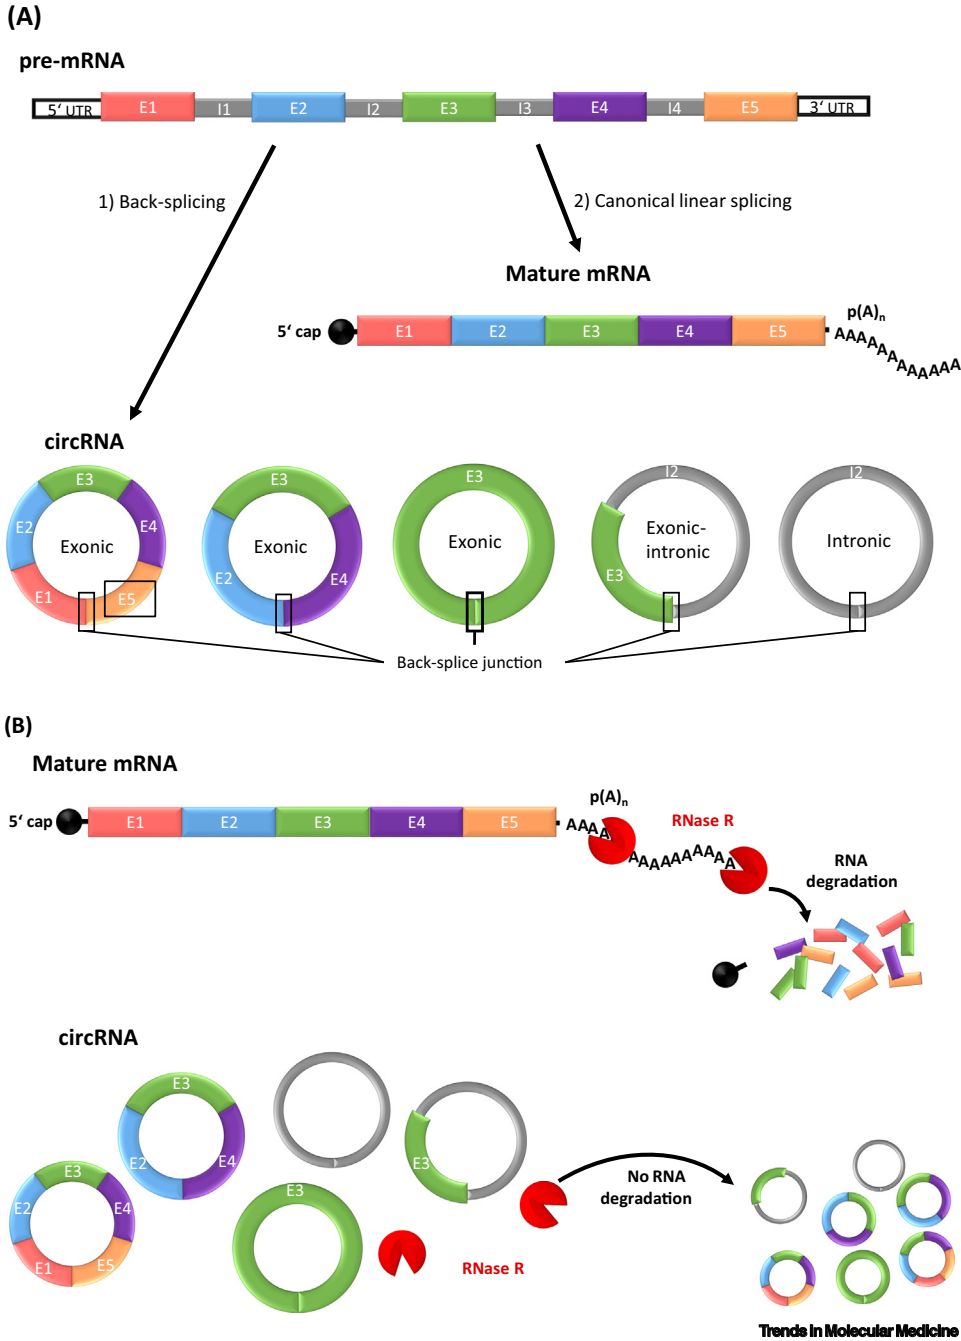 (A)
pre-mRNA
5‘ UTR E1 I1 E2 I2 E3 I3 E4 I4 E5 3‘ UTR
1) Back-splicing
2) Canonical linear splicing
Mature mRNA
p(A)n
5‘ cap E1 E2 E3 E4 E5 AAAAAAAAAAAA
circRNA
E3 E2 E4 Exonic E1 E5
E3 Exonic E2 E4
E3 Exonic
I2 Exonic-
intronic
E3
I2 Intronic
Back-splice junction
(B)
Mature mRNA
p(A)n
5‘ cap E1 E2 E3 E4 E5 AAAA
RNase R
AAAAAAAAAA
RNA
degradation
circRNA
E3 E2 E4
E3
E3 E2 E4 E1 E5
E3
No RNA
degradation
RNase R
Trends in Molecular Medicine